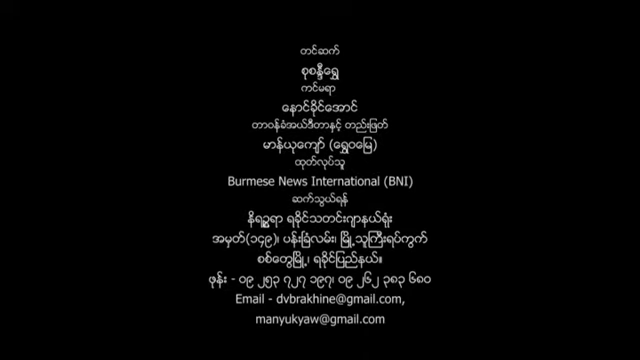 တင်ဆက်
စုစန္ဒီရွှေ
ကင်မရာ
နောင်ခိုင်အောင်
တာဝန်ခံအယ်ဒီတာနှင့် တည်းဖြတ်
မာန်ယုကျော် (ရွှေဝမြေ)
ထုတ်လုပ်သူ
Burmese News International (BNI)
ဆက်သွယ်ရန်
နိရဥ္စရာ ရခိုင်သတင်းဂျာနယ်ရုံး
အမှတ်(၁၄၉)၊ ပန်းခြံလမ်း၊ မြို့သူကြီးရပ်ကွက်
စစ်တွေမြို့၊ ရခိုင်ပြည်နယ်။
ဖုန်း - ၀၉ ၂၅၃ ၇၂၇ ၁၉၇၊ ၀၉ ၂၆၂ ၃၈၃ ၆၈၀
Email - dvbrakhine@gmail.com,
manyukyaw@gmail.com